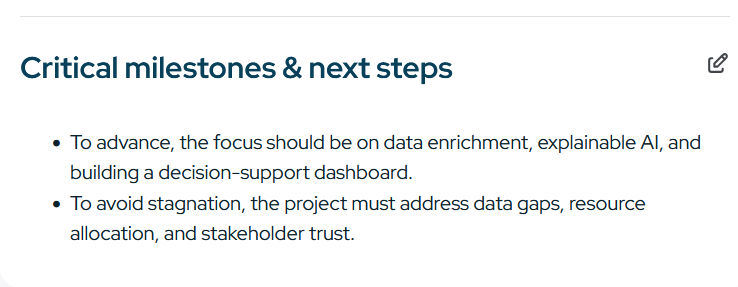 Critical milestones & next steps
• To advance, the focus should be on data enrichment, explainable AI, and
building a decision-support dashboard.
• To avoid stagnation, the project must address data gaps, resource
allocation, and stakeholder trust.